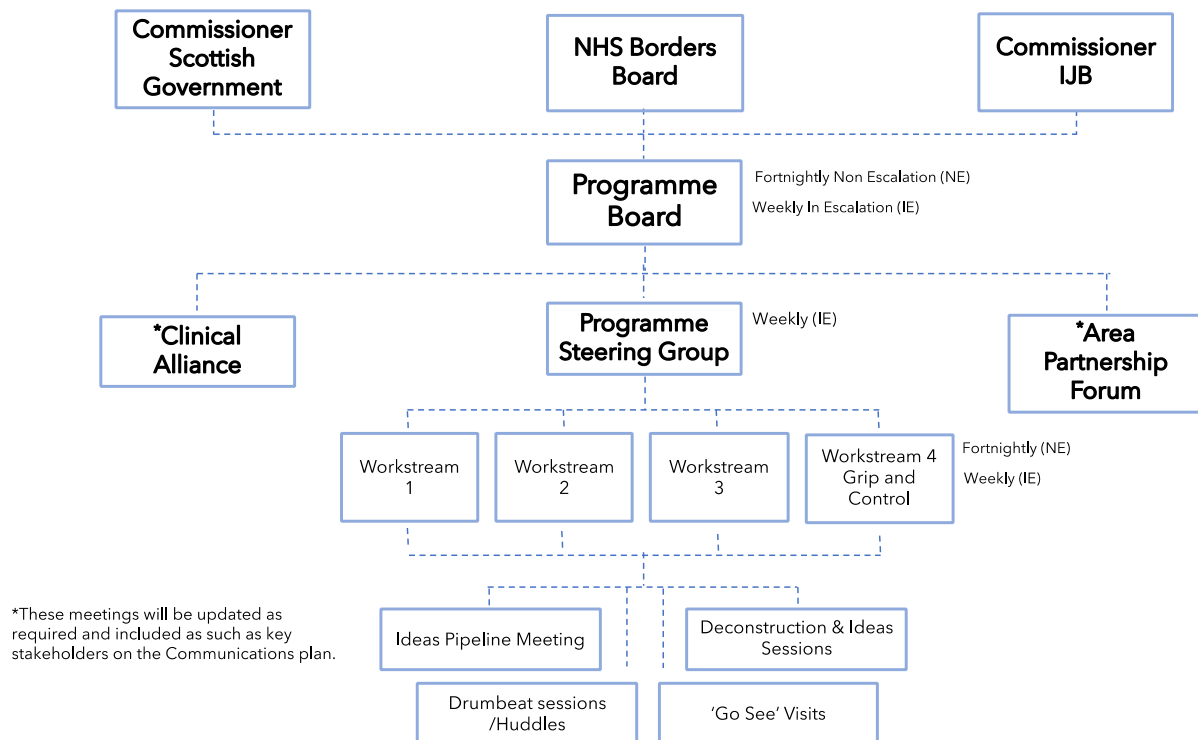 Commissioner
Scottish
Government
NHS Borders
Board
Commissioner
IJB
Programme
Board
Fortnightly Non Escalation (NE)
Weekly In Escalation (IE)
*Clinical
Alliance
Programme
Steering Group
Weekly (IE)
*Area
Partnership
Forum
Workstream
1
Workstream
2
Workstream
3
Workstream 4
Grip and
Control
Fortnightly (NE)
Weekly (IE)
*These meetings will be updated as
required and included as such as key
stakeholders on the Communications plan.
Ideas Pipeline Meeting
Deconstruction & Ideas
Sessions
Drumbeat sessions
/Huddles
'Go See' Visits